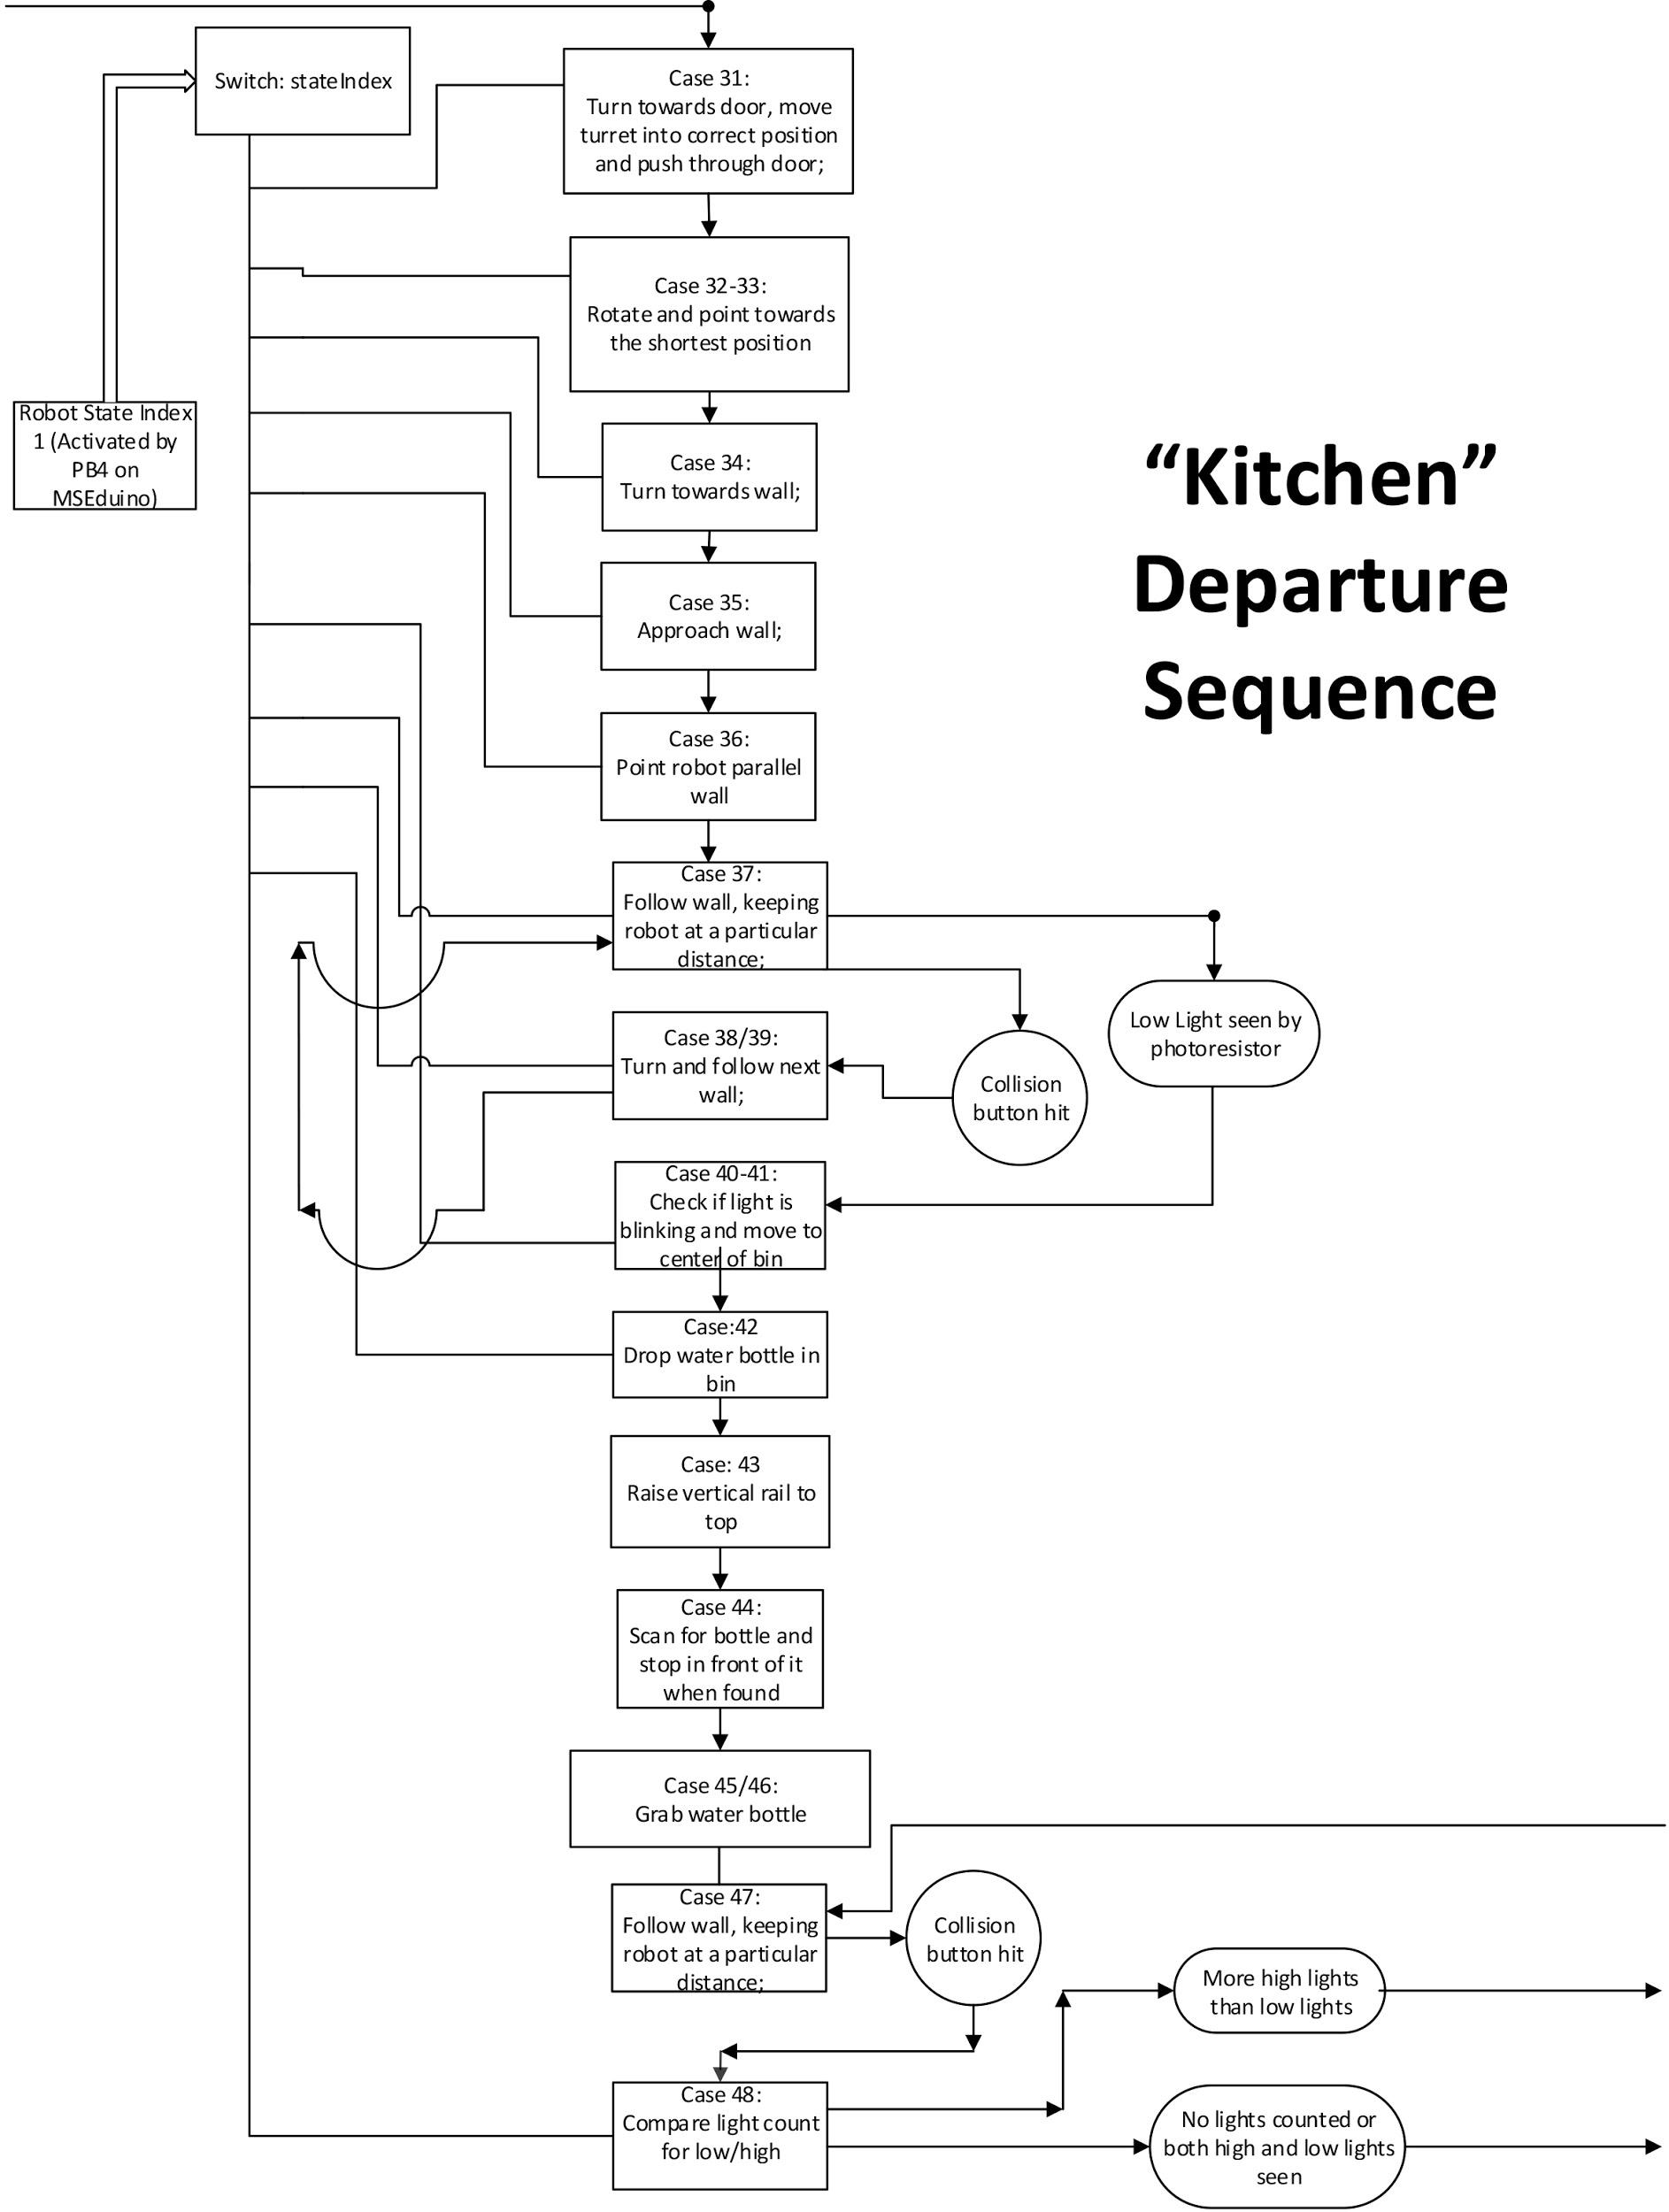 Switch: stateIndex
Case 31:
Turn towards door, move
turret into correct position
and push through door;
Case 32-33:
Rotate and point towards
the shortest position
Robot State Index
1 (Activated by
PB4 on
MSEduino)
Case 34:
Turn towards wall;
“Kitchen”
Departure
Sequence
Case 35:
Approach wall;
Case 36:
Point robot parallel
wall
Case 37:
Follow wall, keeping
robot at a particular
distance;
Low Light seen by
photoresistor
Case 38/39:
Turn and follow next
wall;
Collision
button hit
Case 40-41:
Check if light is
blinking and move to
center of bin
Case:42
Drop water bottle in
bin
Case: 43
Raise vertical rail to
top
Case 44:
Scan for bottle and
stop in front of it
when found
Case 45/46:
Grab water bottle
Case 47:
Follow wall, keeping
robot at a particular
distance;
Collision
button hit
More high lights
than low lights
Case 48:
Compare light count
for low/high
No lights counted or
both high and low lights
seen